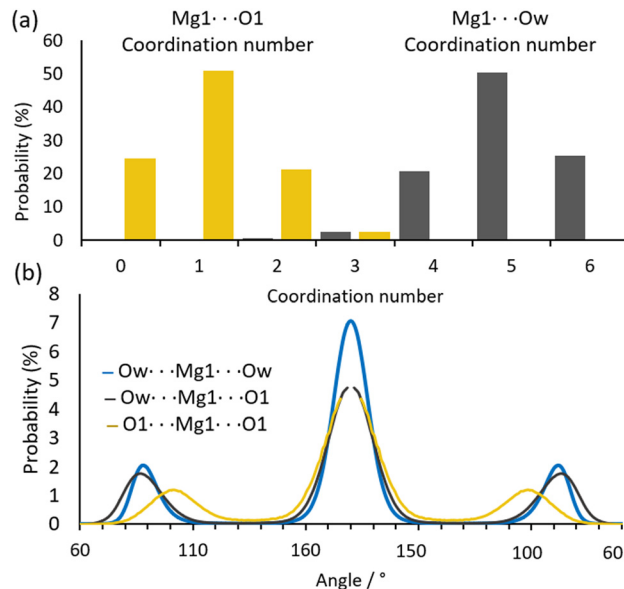 (a)
Mg1···O1
Coordination number
Mg1···Ow
Coordination number
Probability (%)
60
50
40
30
20
10
0
0 1 2 3 4 5 6
Coordination number
(b)
Probability (%)
8
7
6
5
4
3
2
1
0
Ow···Mg1···Ow
Ow···Mg1···O1
O1···Mg1···O1
60 110 160 150 100 60
Angle / °